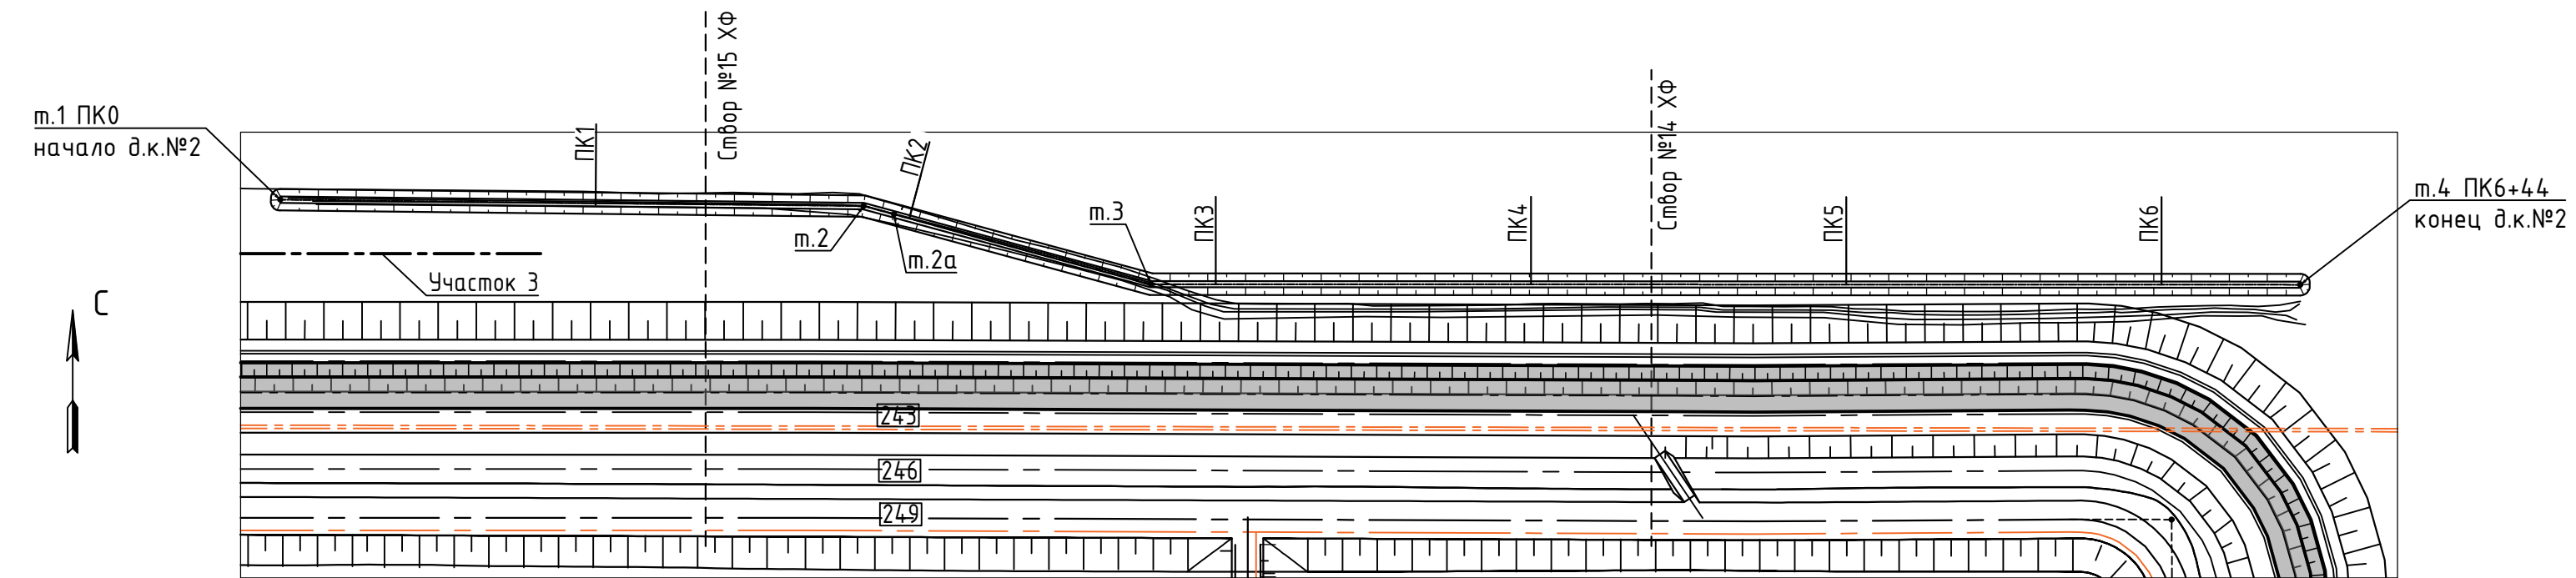 Створ №15 ХФ
Створ №14 ХФ
т.1 ПК0
начало д.к.№2
ПК1
ПК2
т.2
т.2а
т.3
ПК3
ПК4
ПК5
ПК6
т.4 ПК6+44
конец д.к.№2
Участок 3
С
243
246
249